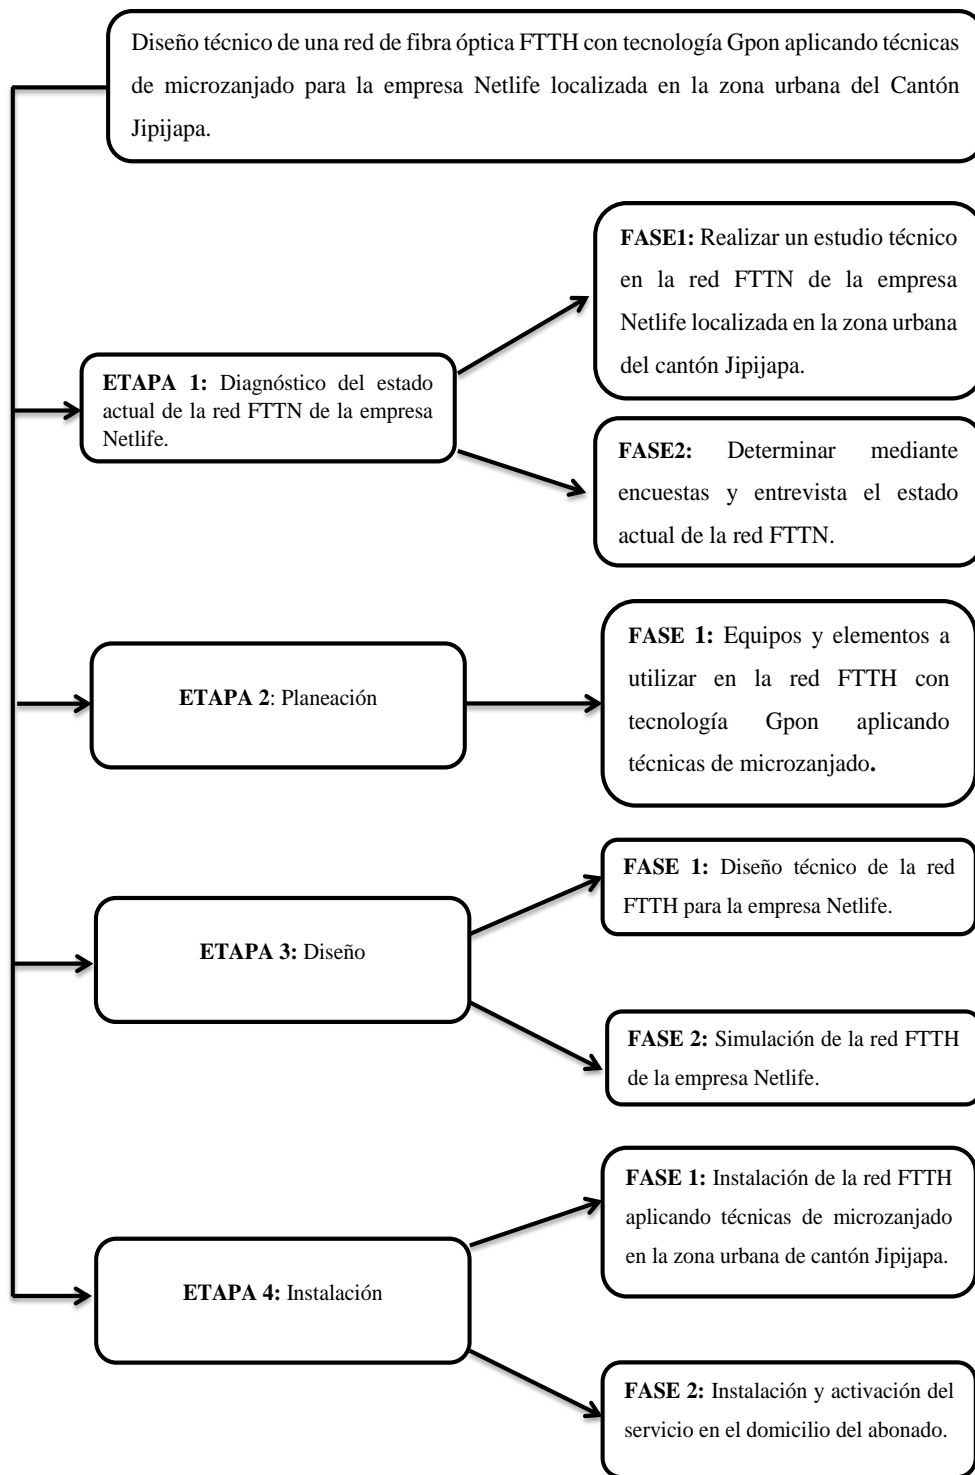 Diseño técnico de una red de fibra óptica FTTH con tecnología Gpon aplicando técnicas
de microzanjado para la empresa Netlife localizada en la zona urbana del Cantón
Jipijapa.
FASE1: Realizar un estudio técnico
en la red FTTN de la empresa
Netlife localizada en la zona urbana
del cantón Jipijapa.
ETAPA 1: Diagnóstico del estado
actual de la red FTTN de la empresa
Netlife.
FASE2: Determinar mediante
encuestas y entrevista el estado
actual de la red FTTN.
ETAPA 2: Planeación
FASE 1: Equipos y elementos a
utilizar en la red FTTH con
tecnología Gpon aplicando
técnicas de microzanjado.
FASE 1: Diseño técnico de la red
FTTH para la empresa Netlife.
ETAPA 3: Diseño
FASE 2: Simulación de la red FTTH
de la empresa Netlife.
FASE 1: Instalación de la red FTTH
aplicando técnicas de microzanjado
en la zona urbana de cantón Jipijapa.
ETAPA 4: Instalación
FASE 2: Instalación y activación del
servicio en el domicilio del abonado.